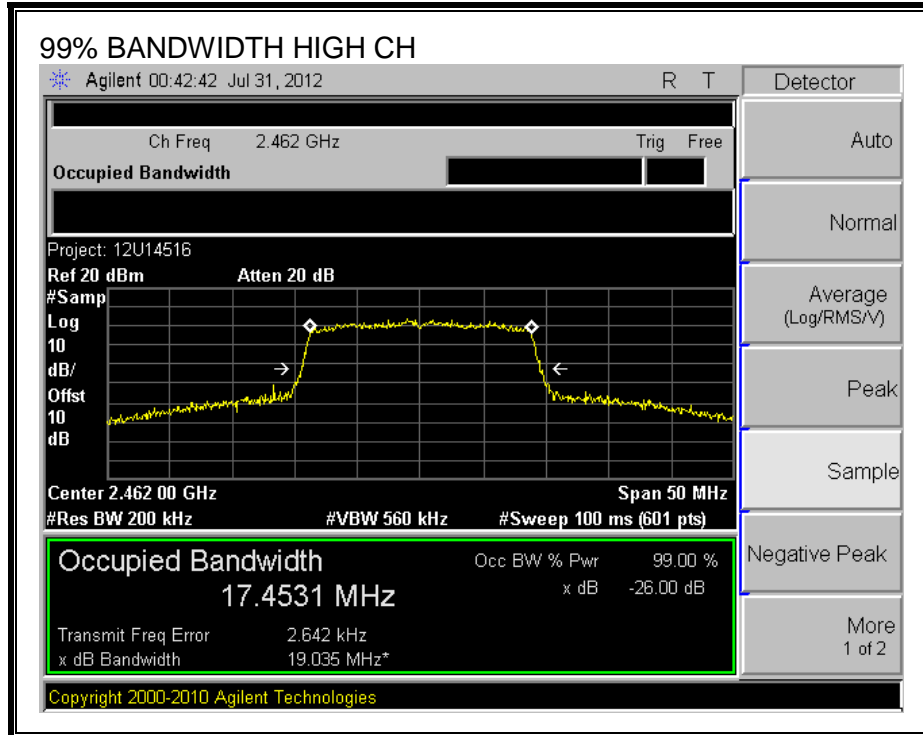 99% BANDWIDTH HIGH CH
Agilent 00:42:42 Jul 31, 2012 R T
Ch Freq 2.462 GHz Trig Free
Occupied Bandwidth
Project: 12U14516
Ref 20 dBm Atten 20 dB
#Samp
Log
10
dB/
Offst
10
dB
Center 2.462 00 GHz Span 50 MHz
#Res BW 200 kHz #VBW 560 kHz #Sweep 100 ms (601 pts)
Occupied Bandwidth Occ BW % Pwr 99.00 %
17.4531 MHz x dB -26.00 dB
Transmit Freq Error 2.642 kHz
x dB Bandwidth 19.035 MHz*
Copyright 2000-2010 Agilent Technologies
Detector
Auto
Normal
Average
(Log/RMS/V)
Peak
Sample
Negative Peak
More
1 of 2